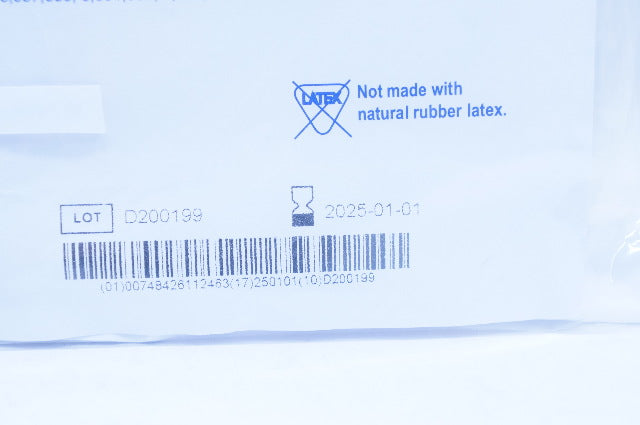 LATEX
Not made with
natural rubber latex.
LOT D200199
2025-01-01
(01)00748426112463(17)250101(10)D200199